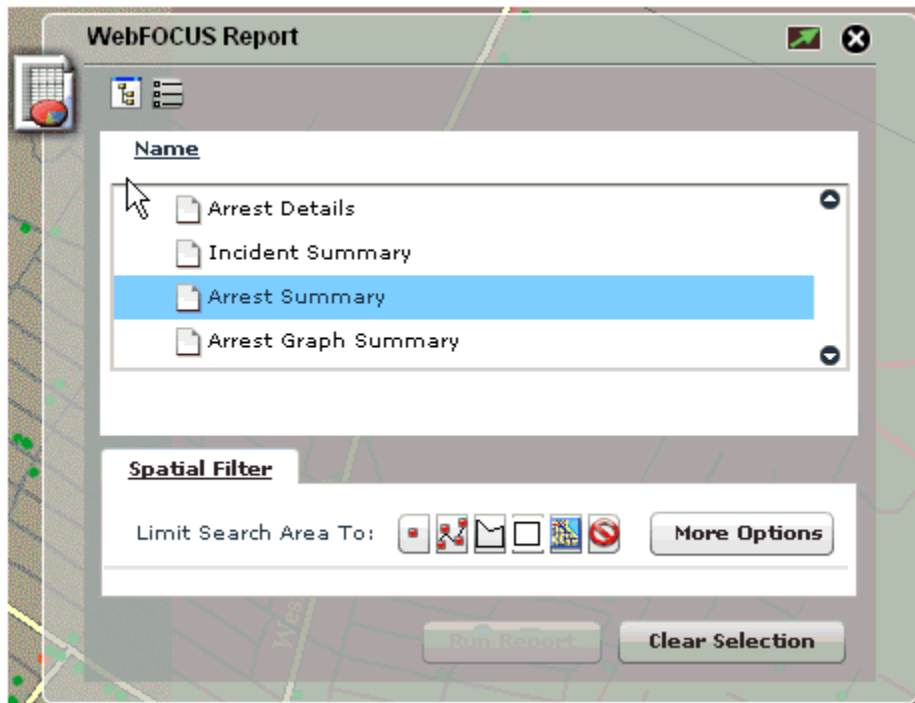 WebFOCUS Report
Name
Arrest Details
Incident Summary
Arrest Summary
Arrest Graph Summary
Spatial Filter
Limit Search Area To:
More Options
Run Report
Clear Selection